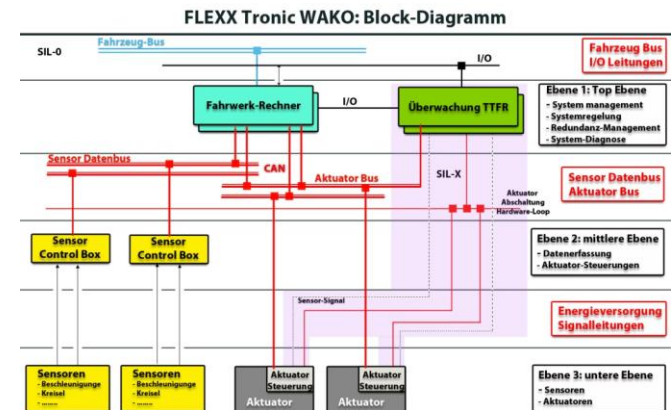 FLEXX Tronic WAKO: Block-Diagramm
SIL-0
Fahrzeug-Bus
I/O
Fahrzeug Bus
I/O Leitungen
Fahrwerk-Rechner
I/O
Überwachung TTFR
Ebene 1: Top Ebene
- System management
- Systemregelung
- Redundanz-Management
- System-Diagnose
Sensor Datenbus
CAN
Aktuator Bus
SIL-X
Aktuator
Abschaltung
Hardware-Loop
Sensor Datenbus
Aktuator Bus
Sensor
Control Box
Sensor
Control Box
Ebene 2: mittlere Ebene
- Datenerfassung
- Aktuator-Steuerungen
Sensor-Signal
Energieversorgung
Signalleitungen
Sensoren
- Beschleunigunge
- Kreisel
- .......
Sensoren
- Beschleunigunge
- Kreisel
- .......
Aktuator
Steuerung
Aktuator
Aktuator
Steuerung
Aktuator
Ebene 3: untere Ebene
- Sensoren
- Aktuatoren